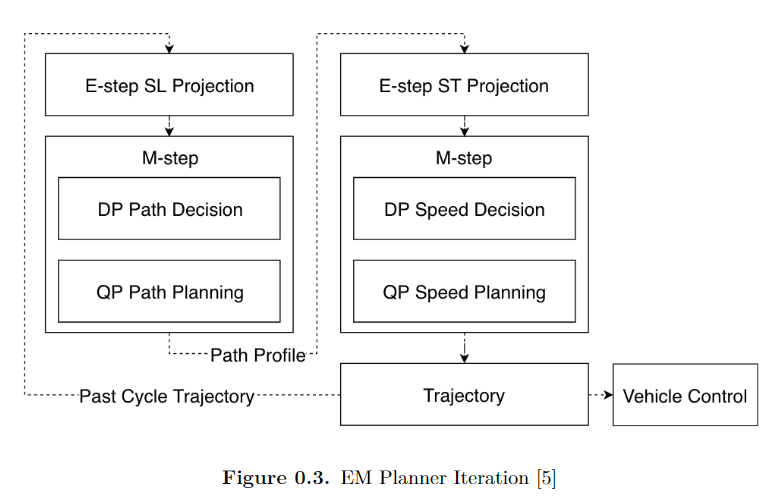 E-step SL Projection
M-step
DP Path Decision
QP Path Planning
Path Profile
E-step ST Projection
M-step
DP Speed Decision
QP Speed Planning
Trajectory
Vehicle Control
Past Cycle Trajectory
Figure 0.3. EM Planner Iteration [5]